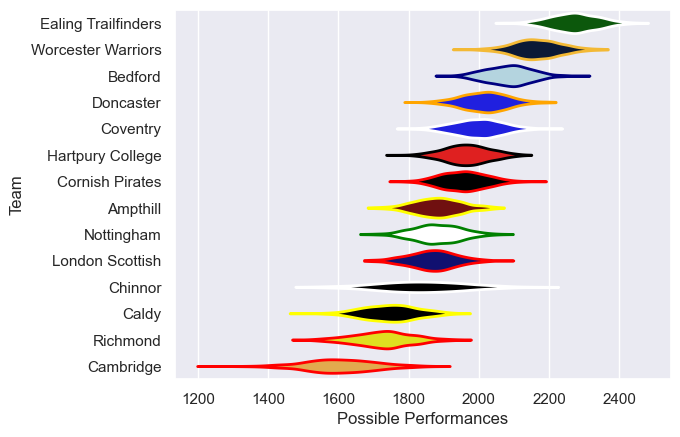 Team
Ealing Trailfinders
Worcester Warriors
Bedford
Doncaster
Coventry
Hartpury College
Cornish Pirates
Ampthill
Nottingham
London Scottish
Chinnor
Caldy
Richmond
Cambridge
1200 1400 1600 1800 2000 2200 2400
Possible Performances